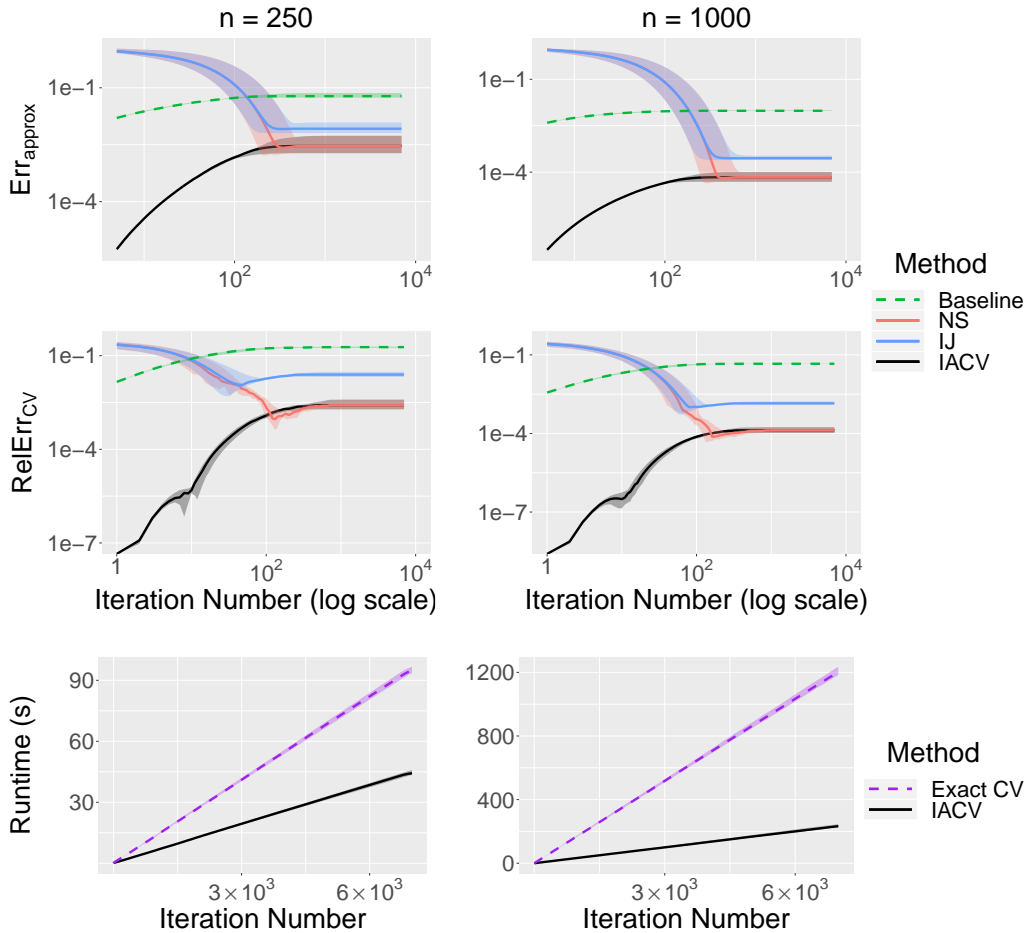 n = 250
n = 1000
Err_approx
1e−1
1e−4
10^2
10^4
1e−1
1e−4
10^2
10^4
Method
Baseline
NS
IJ
IACV
RelErr_CV
1e−1
1e−4
1e−7
1
10^2
10^4
Iteration Number (log scale)
1e−1
1e−4
1e−7
1
10^2
10^4
Iteration Number (log scale)
Runtime (s)
90
60
30
3×10^3
6×10^3
Iteration Number
1200
800
400
0
3×10^3
6×10^3
Iteration Number
Method
Exact CV
IACV